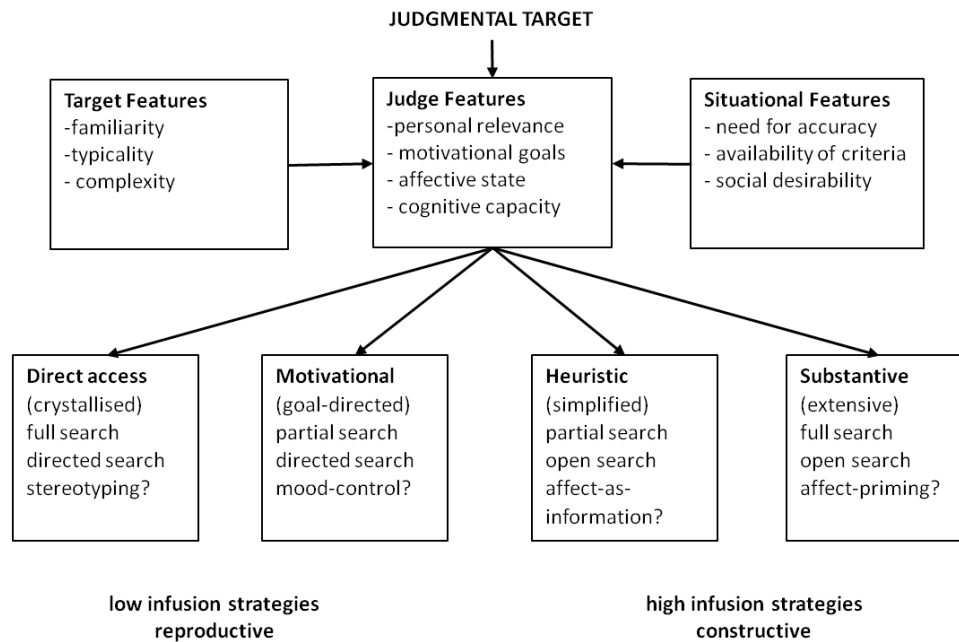 JUDGMENTAL TARGET
Target Features
-familiarity
-typicality
- complexity
Judge Features
-personal relevance
- motivational goals
- affective state
- cognitive capacity
Situational Features
- need for accuracy
- availability of criteria
- social desirability
Direct access
(crystallised)
full search
directed search
stereotyping?
Motivational
(goal-directed)
partial search
directed search
mood-control?
Heuristic
(simplified)
partial search
open search
affect-as-
information?
Substantive
(extensive)
full search
open search
affect-priming?
low infusion strategies
reproductive
high infusion strategies
constructive